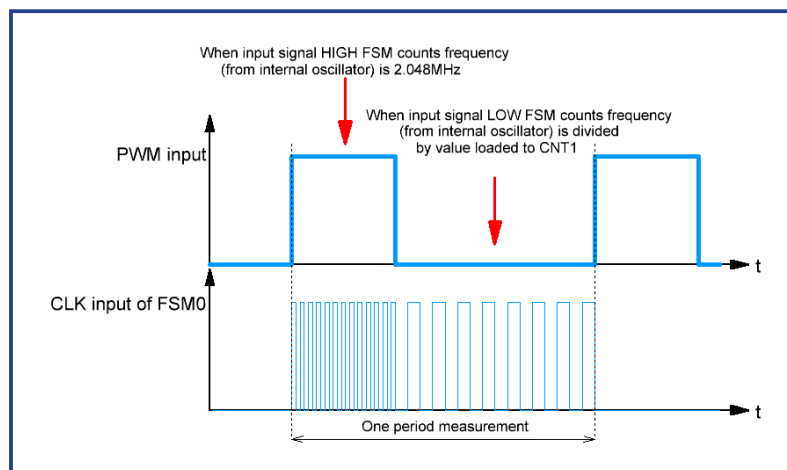 When input signal HIGH FSM counts frequency
(from internal oscillator) is 2.048MHz
When input signal LOW FSM counts frequency
(from internal oscillator) is divided
by value loaded to CNT1
PWM input
t
CLK input of FSM0
t
One period measurement